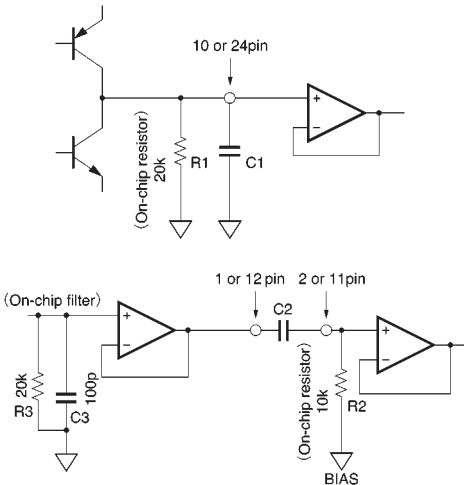 10 or 24pin
+
−
(On-chip resistor)
20k
R1
C1
1 or 12 pin
2 or 11pin
C2
(On-chip filter)
+
−
20k
R3
100p
C3
(On-chip resistor)
10k
R2
+
−
BIAS